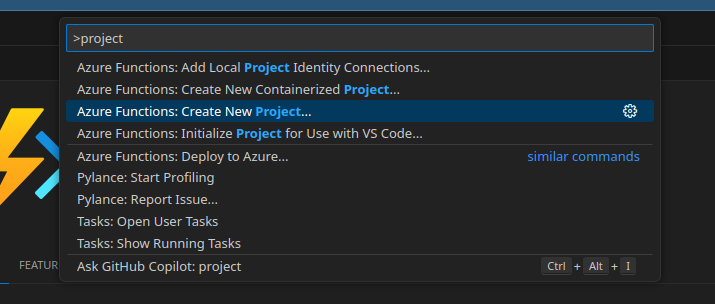 >project
Azure Functions: Add Local Project Identity Connections...
Azure Functions: Create New Containerized Project...
Azure Functions: Create New Project...
Azure Functions: Initialize Project for Use with VS Code...
Azure Functions: Deploy to Azure... similar commands
Pylance: Start Profiling
Pylance: Report Issue...
Tasks: Open User Tasks
Tasks: Show Running Tasks
FEATUR
Ask GitHub Copilot: project Ctrl + Alt + I